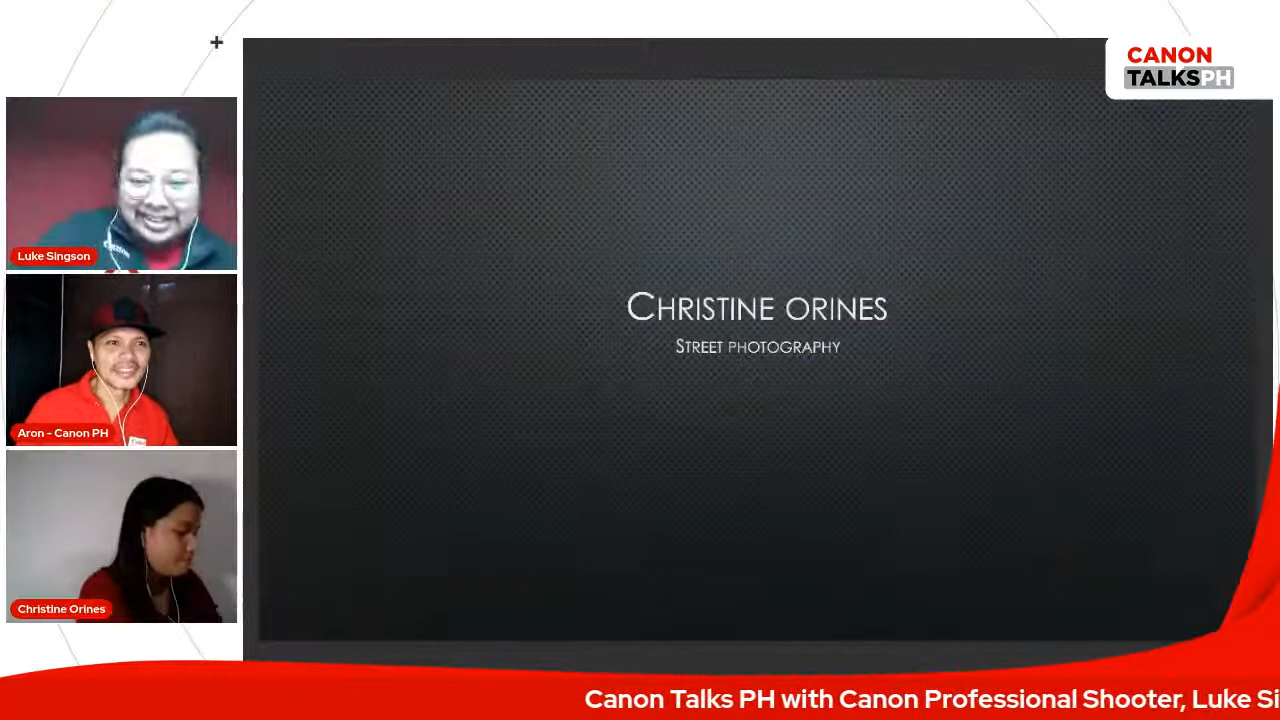 CANON
TALKSPH
Luke Singson
Aron - Canon PH
Christine Orines
CHRISTINE ORINES
STREET PHOTOGRAPHY
Canon Talks PH with Canon Professional Shooter, Luke Si